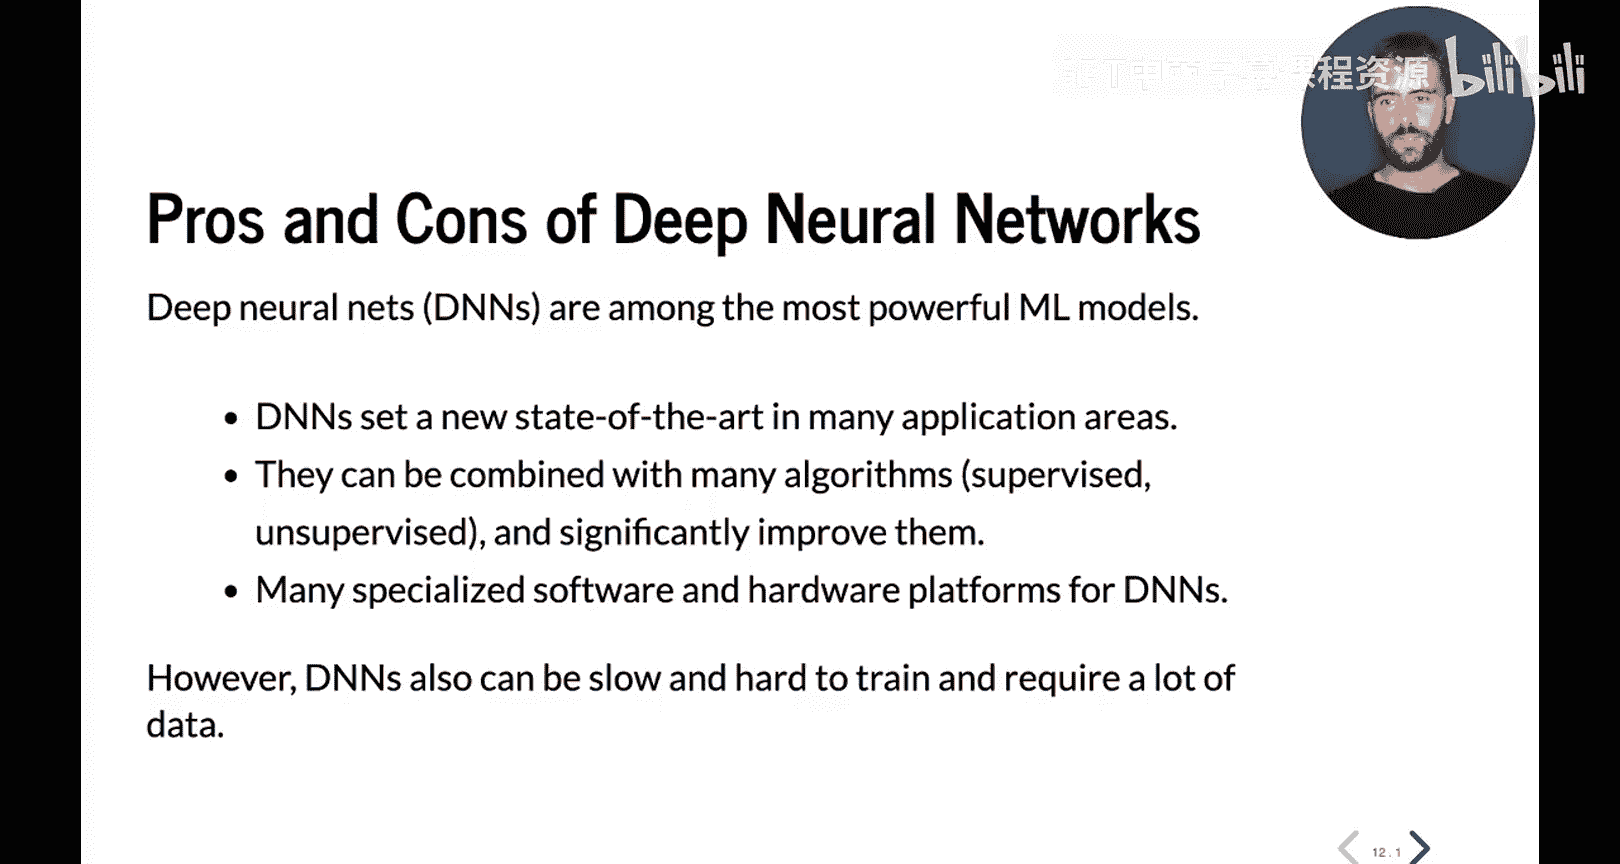 课程资源 bilibili
Pros and Cons of Deep Neural Networks
Deep neural nets (DNNs) are among the most powerful ML models.
• DNNs set a new state-of-the-art in many application areas.
• They can be combined with many algorithms (supervised,
unsupervised), and significantly improve them.
• Many specialized software and hardware platforms for DNNs.
However, DNNs also can be slow and hard to train and require a lot of
data.
12.1